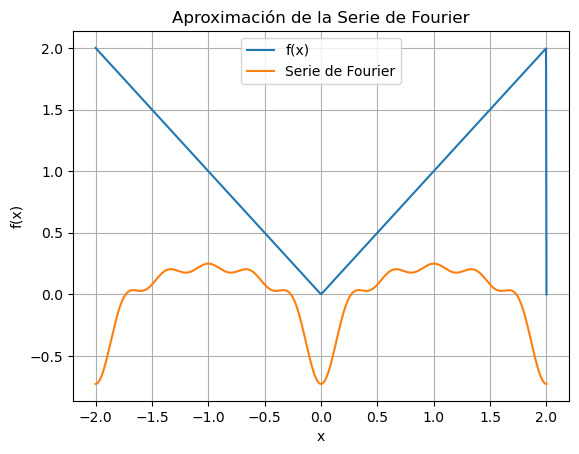 Aproximación de la Serie de Fourier
f(x)
Serie de Fourier
f(x)
2.0
1.5
1.0
0.5
0.0
−0.5
−2.0 −1.5 −1.0 −0.5 0.0 0.5 1.0 1.5 2.0
x